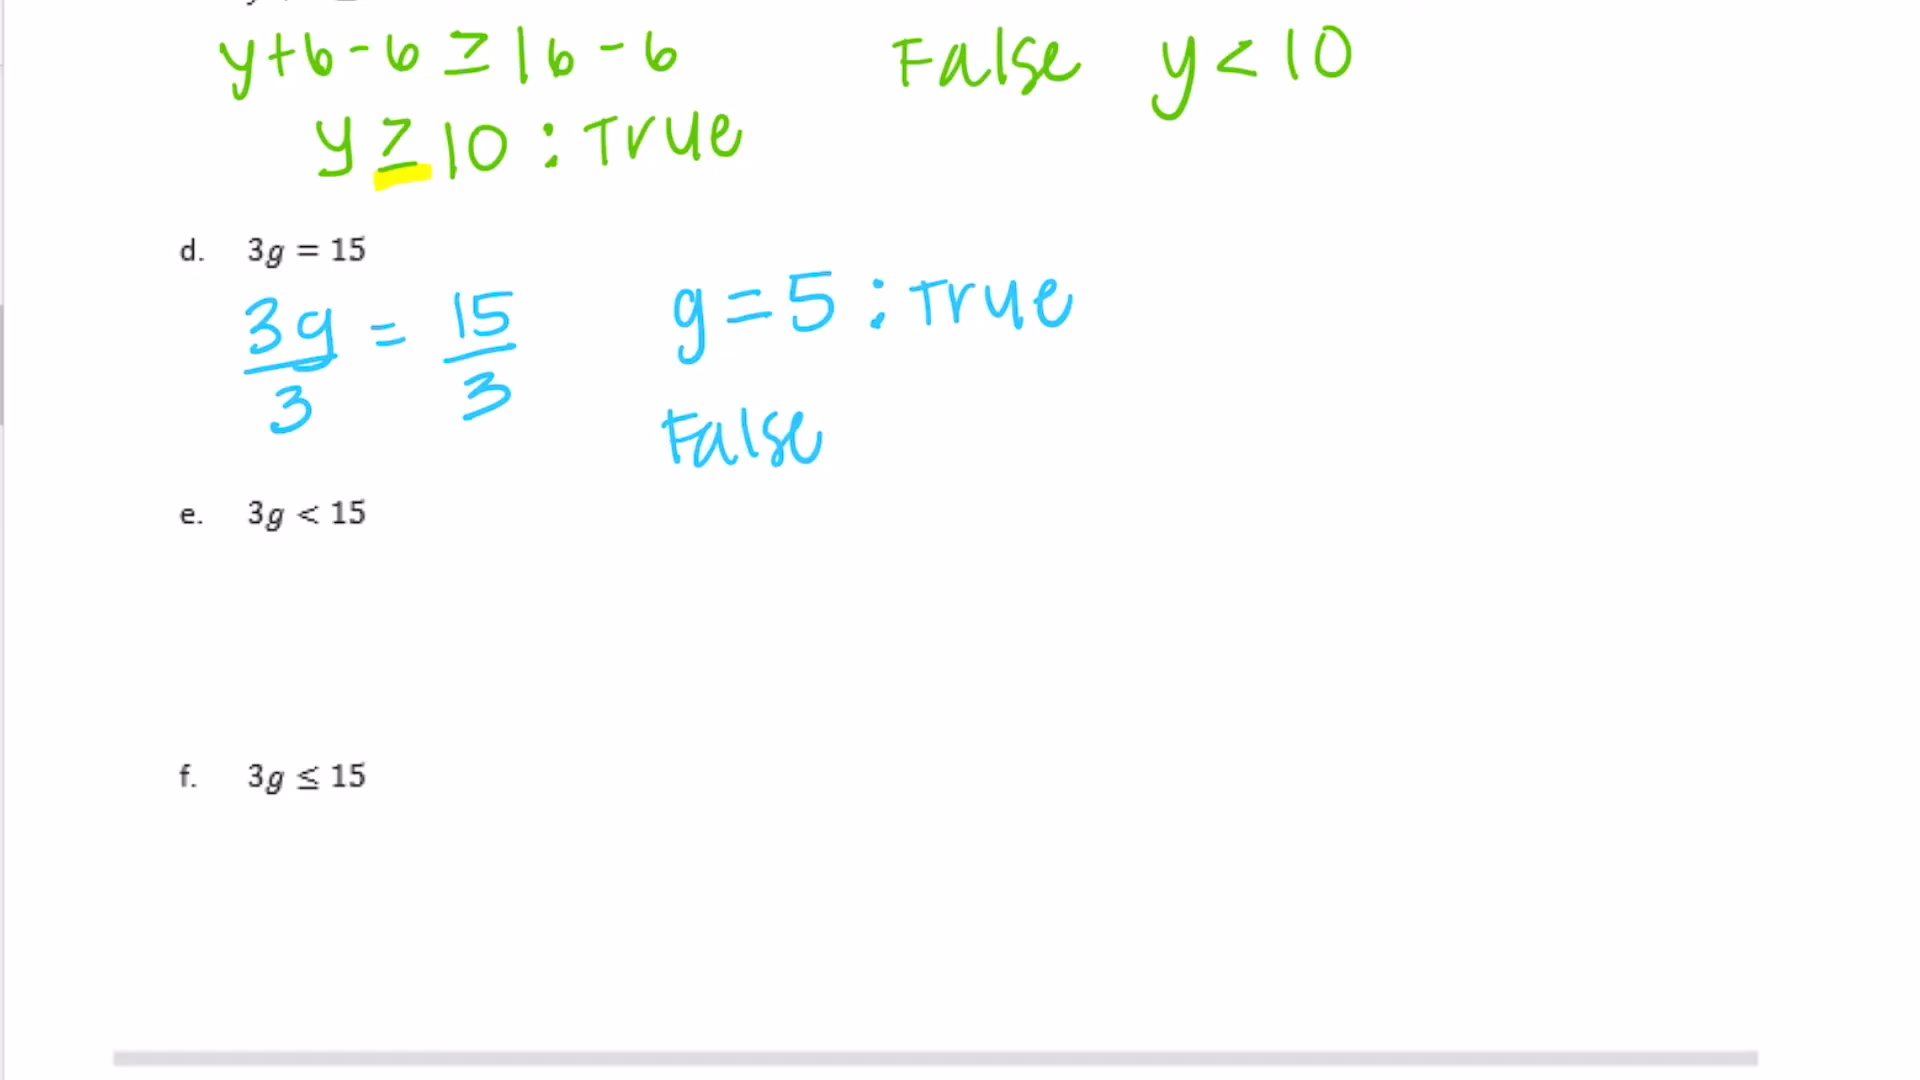 y+6-6 ≥ 16-6 False y < 10
y ≥ 10 : True
d. 3g = 15
3g/3 = 15/3 g = 5 : True
False
e. 3g < 15
f. 3g ≤ 15